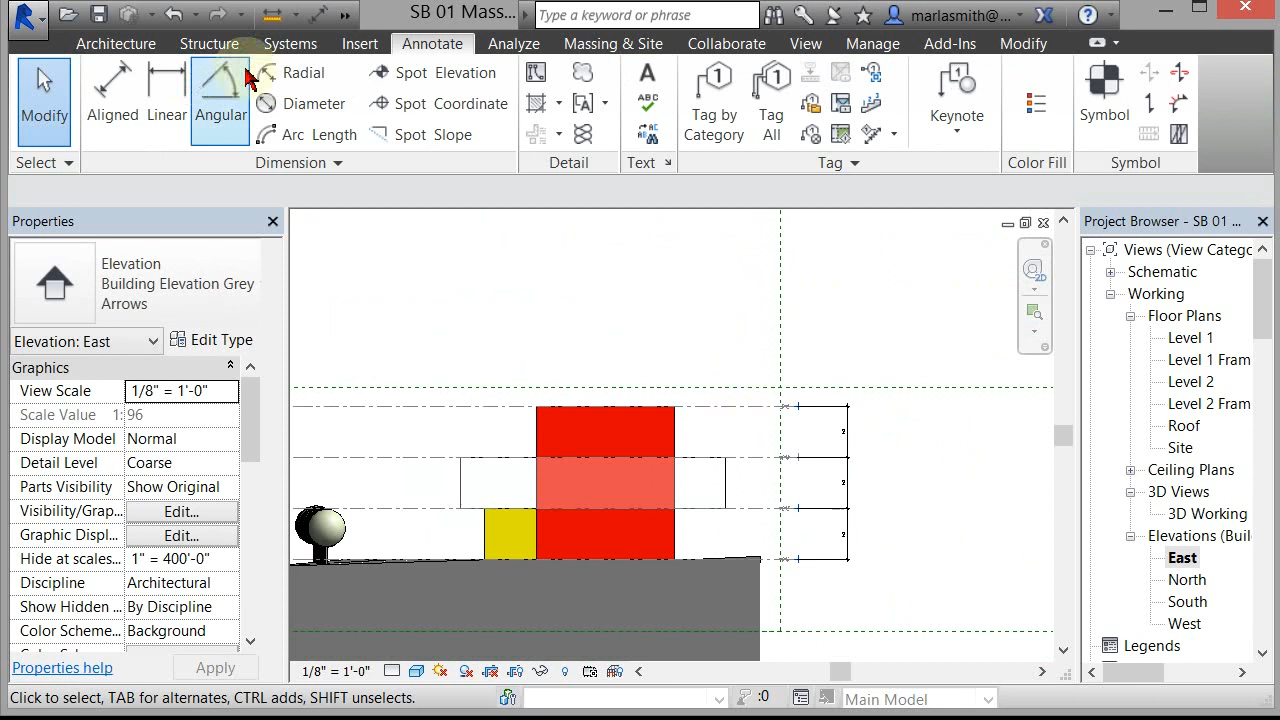 SB 01 Mass...
Type a keyword or phrase
marlasmith@...
Architecture Structure Systems Insert Annotate Analyze Massing & Site Collaborate View Manage Add-Ins Modify
Modify
Aligned
Linear
Angular
Radial
Diameter
Arc Length
Spot Elevation
Spot Coordinate
Spot Slope
Tag by Category
Tag All
Keynote
Symbol
Select
Dimension
Detail
Text
Tag
Color Fill
Symbol
Properties
Elevation
Building Elevation Grey
Arrows
Elevation: East
Edit Type
Graphics
View Scale 1/8" = 1'-0"
Scale Value 1: 96
Display Model Normal
Detail Level Coarse
Parts Visibility Show Original
Visibility/Grap... Edit...
Graphic Displ... Edit...
Hide at scales... 1" = 400'-0"
Discipline Architectural
Show Hidden ... By Discipline
Color Scheme... Background
Properties help
Apply
2D
1/8" = 1'-0"
Project Browser - SB 01 ...
Views (View Catego
Schematic
Working
Floor Plans
Level 1
Level 1 Fram
Level 2
Level 2 Fram
Roof
Site
Ceiling Plans
3D Views
3D Working
Elevations (Buil
East
North
South
West
Legends
Click to select, TAB for alternates, CTRL adds, SHIFT unselects.
:0
Main Model